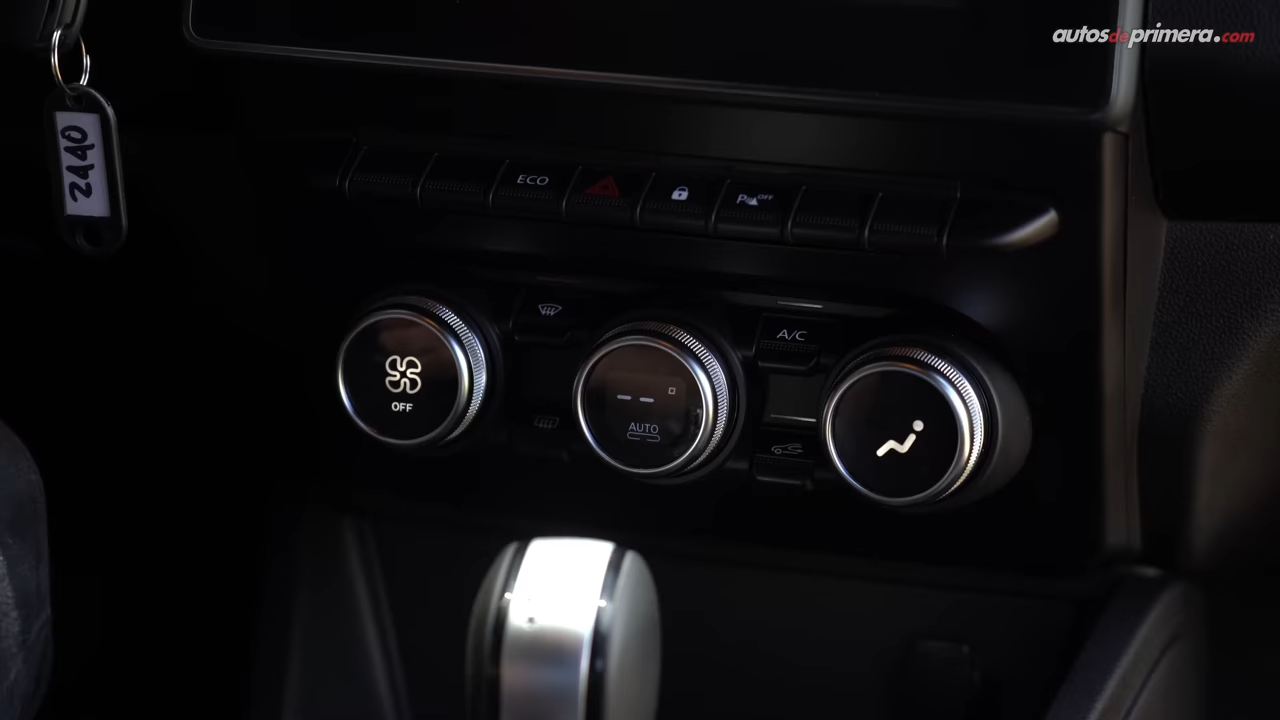 autosdeprimera.com
2440
ECO
P OFF
A/C
OFF
-- 
AUTO